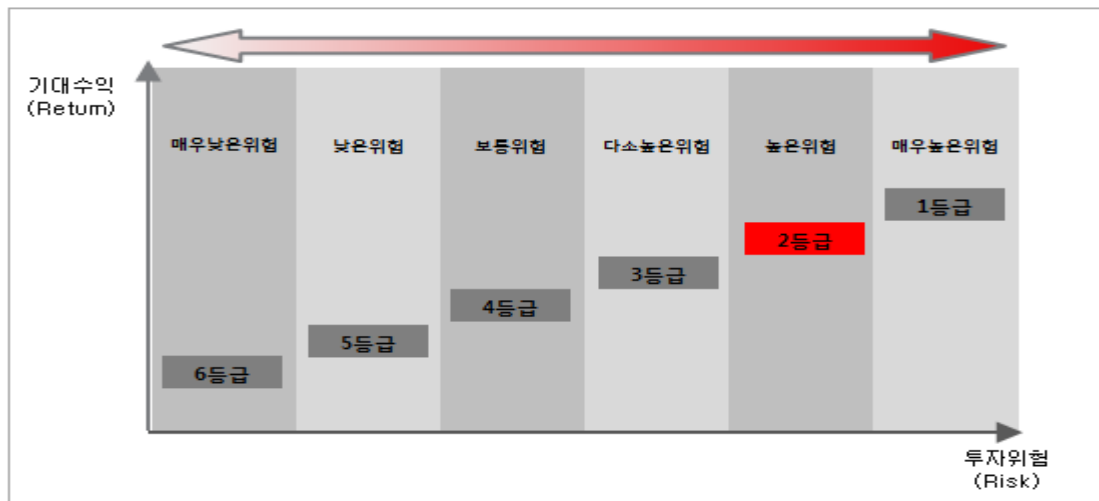 기대수익
(Retum)
매우낮은위험 낮은위험 보통위험 다소높은위험 높은위험 매우높은위험
1등급
2등급
3등급
4등급
5등급
6등급
투자위험
(Risk)